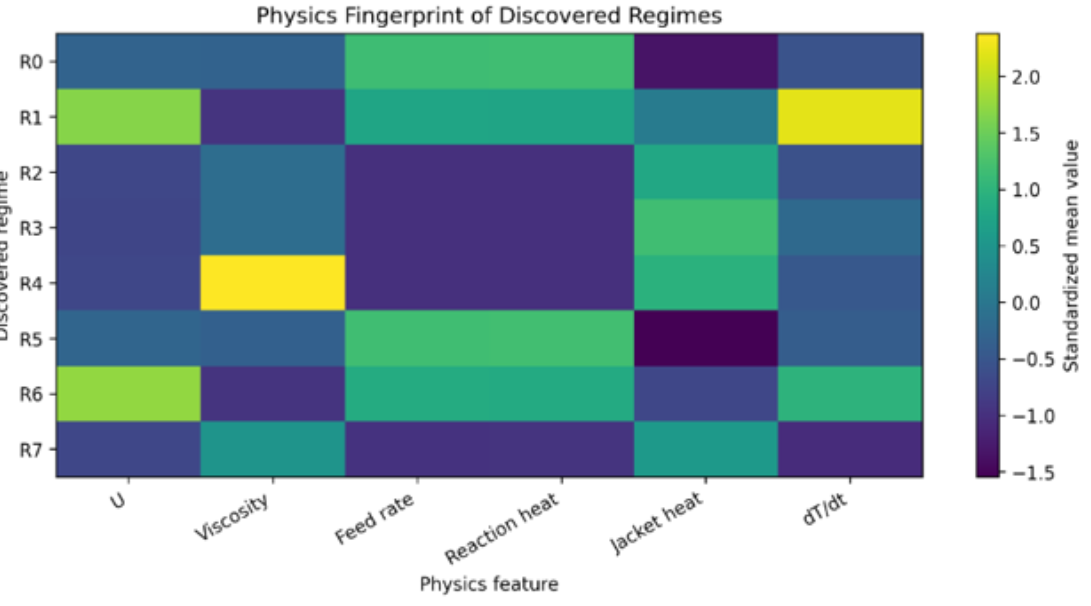 Physics Fingerprint of Discovered Regimes
R0
R1
R2
R3
R4
R5
R6
R7
Discovered regime
U
Viscosity
Feed rate
Reaction heat
Jacket heat
dT/dt
Physics feature
2.0
1.5
1.0
0.5
0.0
−0.5
−1.0
−1.5
Standardized mean value